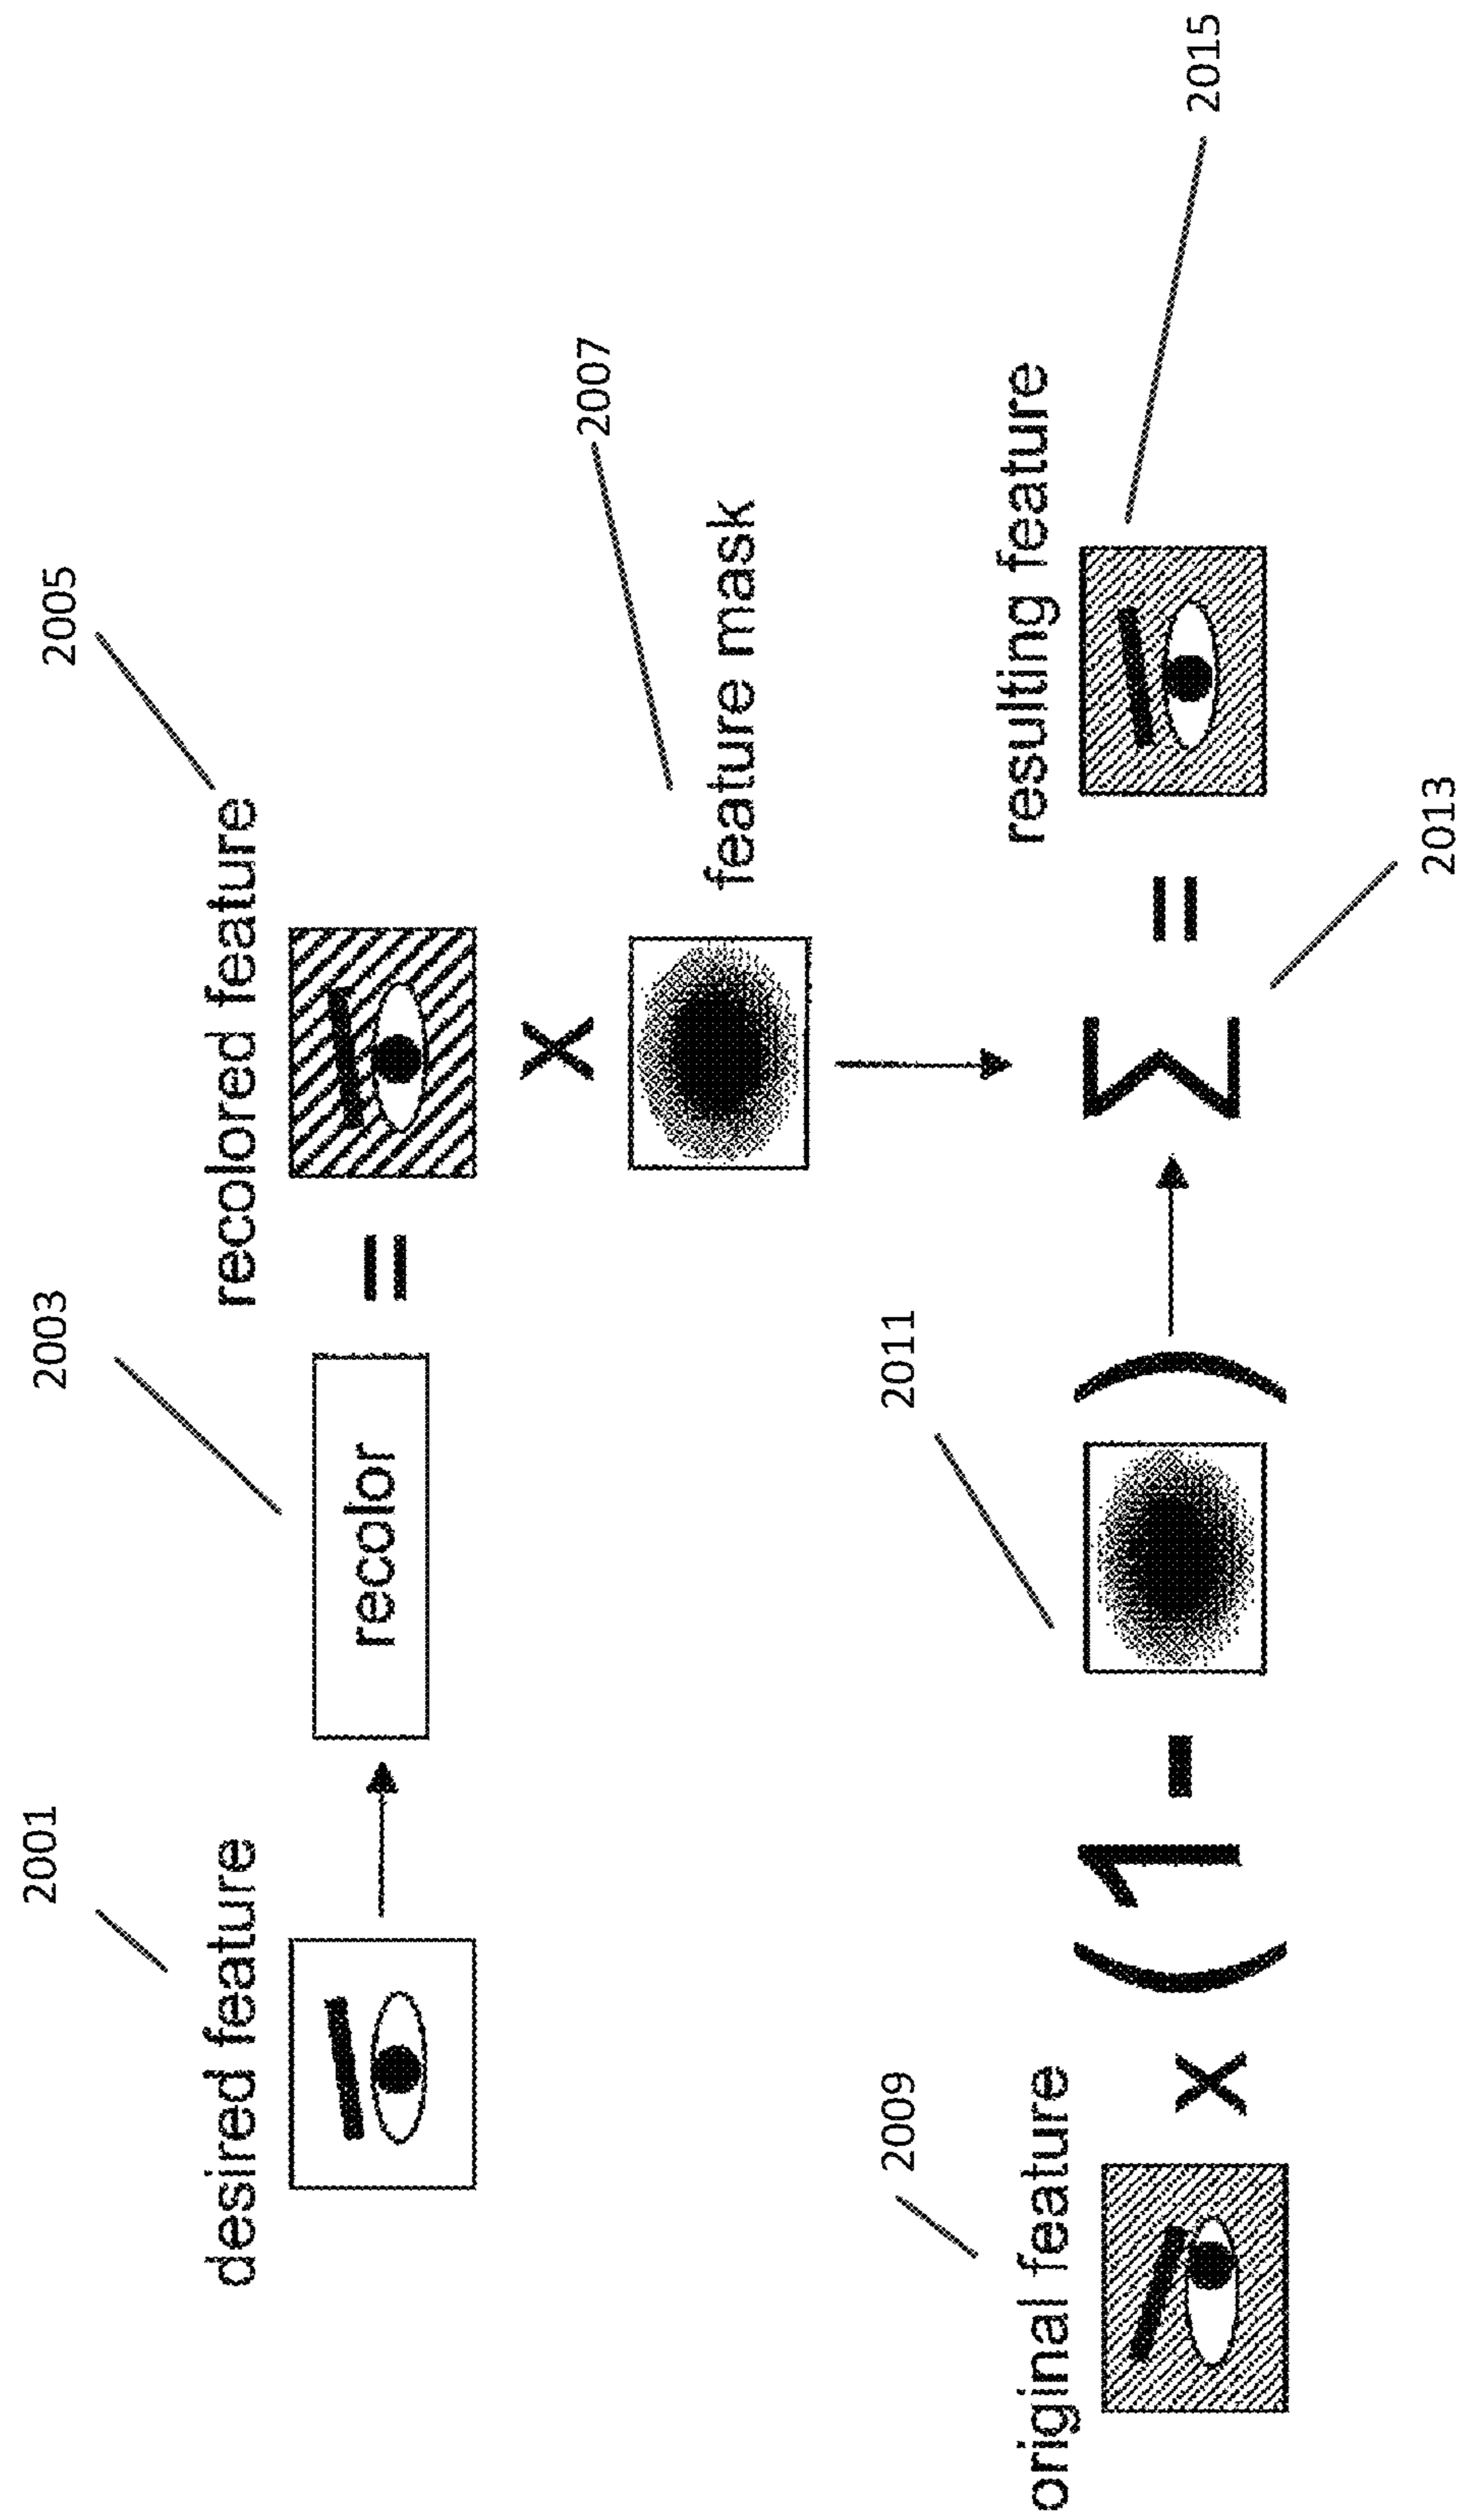 2001
2003
2005
desired feature
recolored feature
recolor
=
X
2007
feature mask
2009
2011
original feature
resulting feature
x ( 1 - ) Σ =
2013
2015